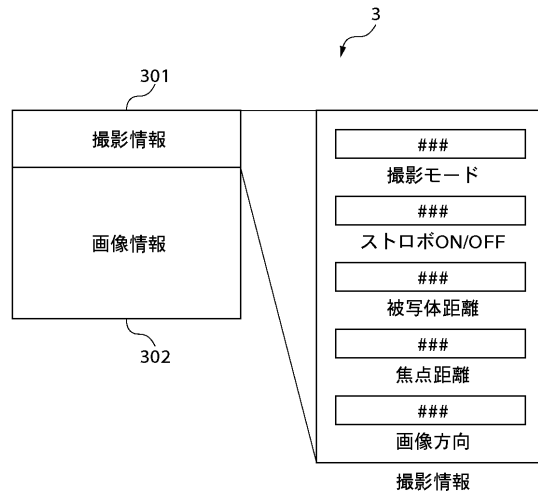 3
301
撮影情報
画像情報
302
###
撮影モード
###
ストロボON/OFF
###
被写体距離
###
焦点距離
###
画像方向
撮影情報